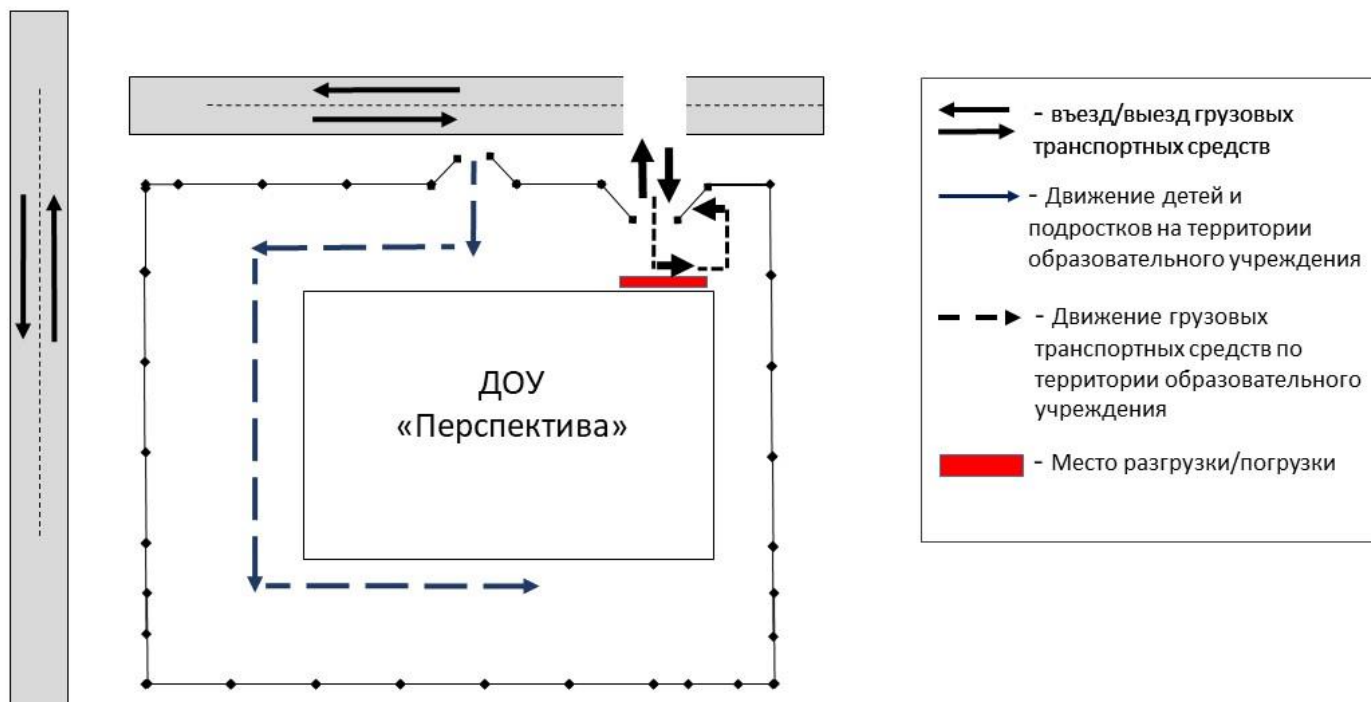 ДОУ
«Перспектива»
- въезд/выезд грузовых
транспортных средств
- Движение детей и
подростков на территории
образовательного учреждения
- Движение грузовых
транспортных средств по
территории образовательного
учреждения
- Место разгрузки/погрузки